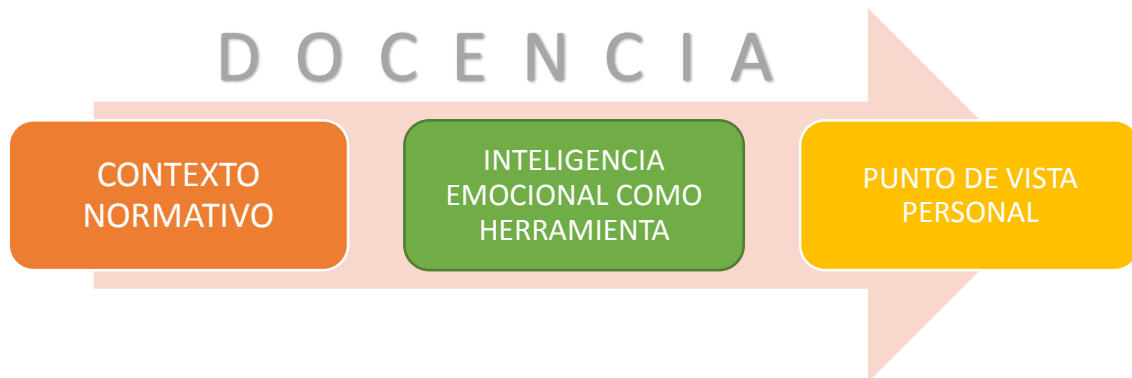 D O C E N C I A
CONTEXTO
NORMATIVO
INTELIGENCIA
EMOCIONAL COMO
HERRAMIENTA
PUNTO DE VISTA
PERSONAL